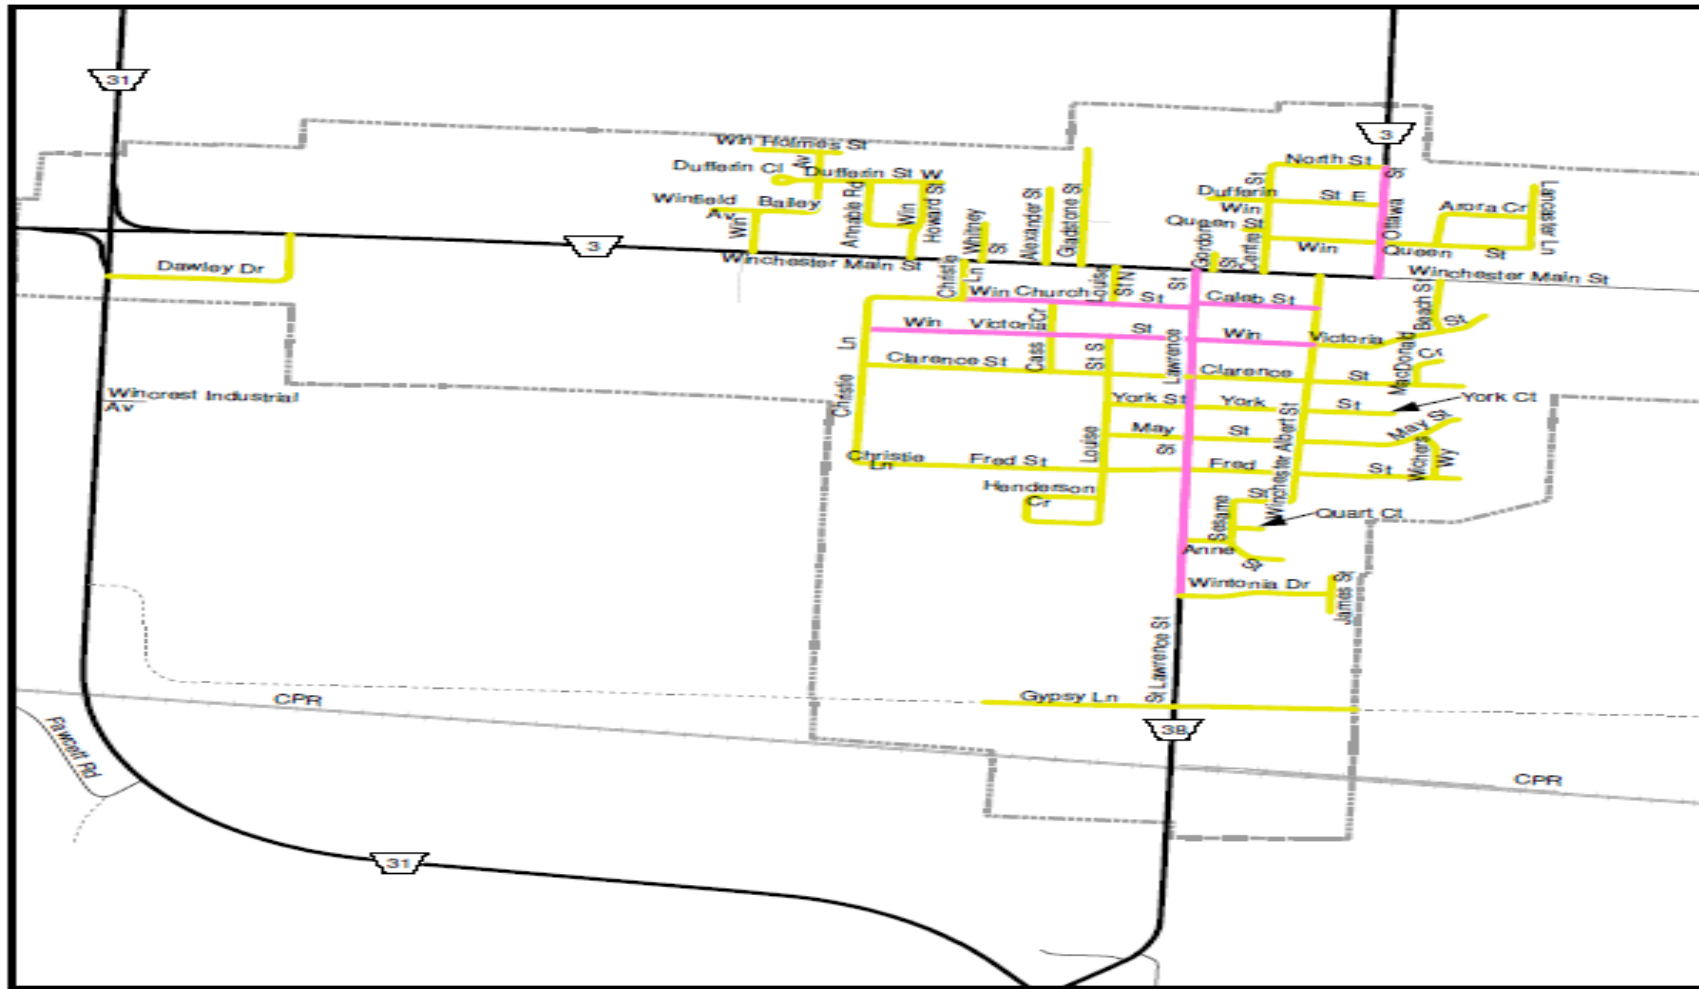 31
3
Win Holmes St
Av
Dufferin Cl
Dufferin St W
North St
St
St
Dufferin
St E
Winfield
Av
Bailey
Win
Annable Rd
Win
Howard St
Whitney
St
Alexander St
Gladstone St
Win
Queen St
Gordon
St
Centre
Win
Ottawa
Arora Cr
Lancaster Ln
Queen
St
3
Winchester Main St
Winchester Main St
Dawley Dr
Christie
Ln
Louise
St N
St
Win Church
St
Caleb St
Beach St
St
Win
Victoria
St
Win
Victoria
Cr
Cass
Ln
Christie
Clarence St
St S
Lawrence
Clarence
St
MacDonald
Cr
Wincrest Industrial
Av
York St
York
St
York Ct
May
St
May St
Louise
St
Winchester Albert St
Christie
Ln
Fred St
Fred
St
Wchers
Wy
Henderson
Cr
St
Sesame
Quart Ct
Anne
St
Wintonia Dr
James St
Lawrence St
St
Gypsy Ln
CPR
38
Fawcett Rd
CPR
31